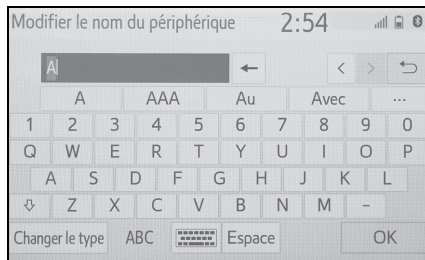 Modifier le nom du périphérique 2:54
A
A AAA Au Avec ...
1 2 3 4 5 6 7 8 9 0
Q W E R T Y U I O P
A S D F G H J K L
Z X C V B N M -
Changer le type ABC Espace OK